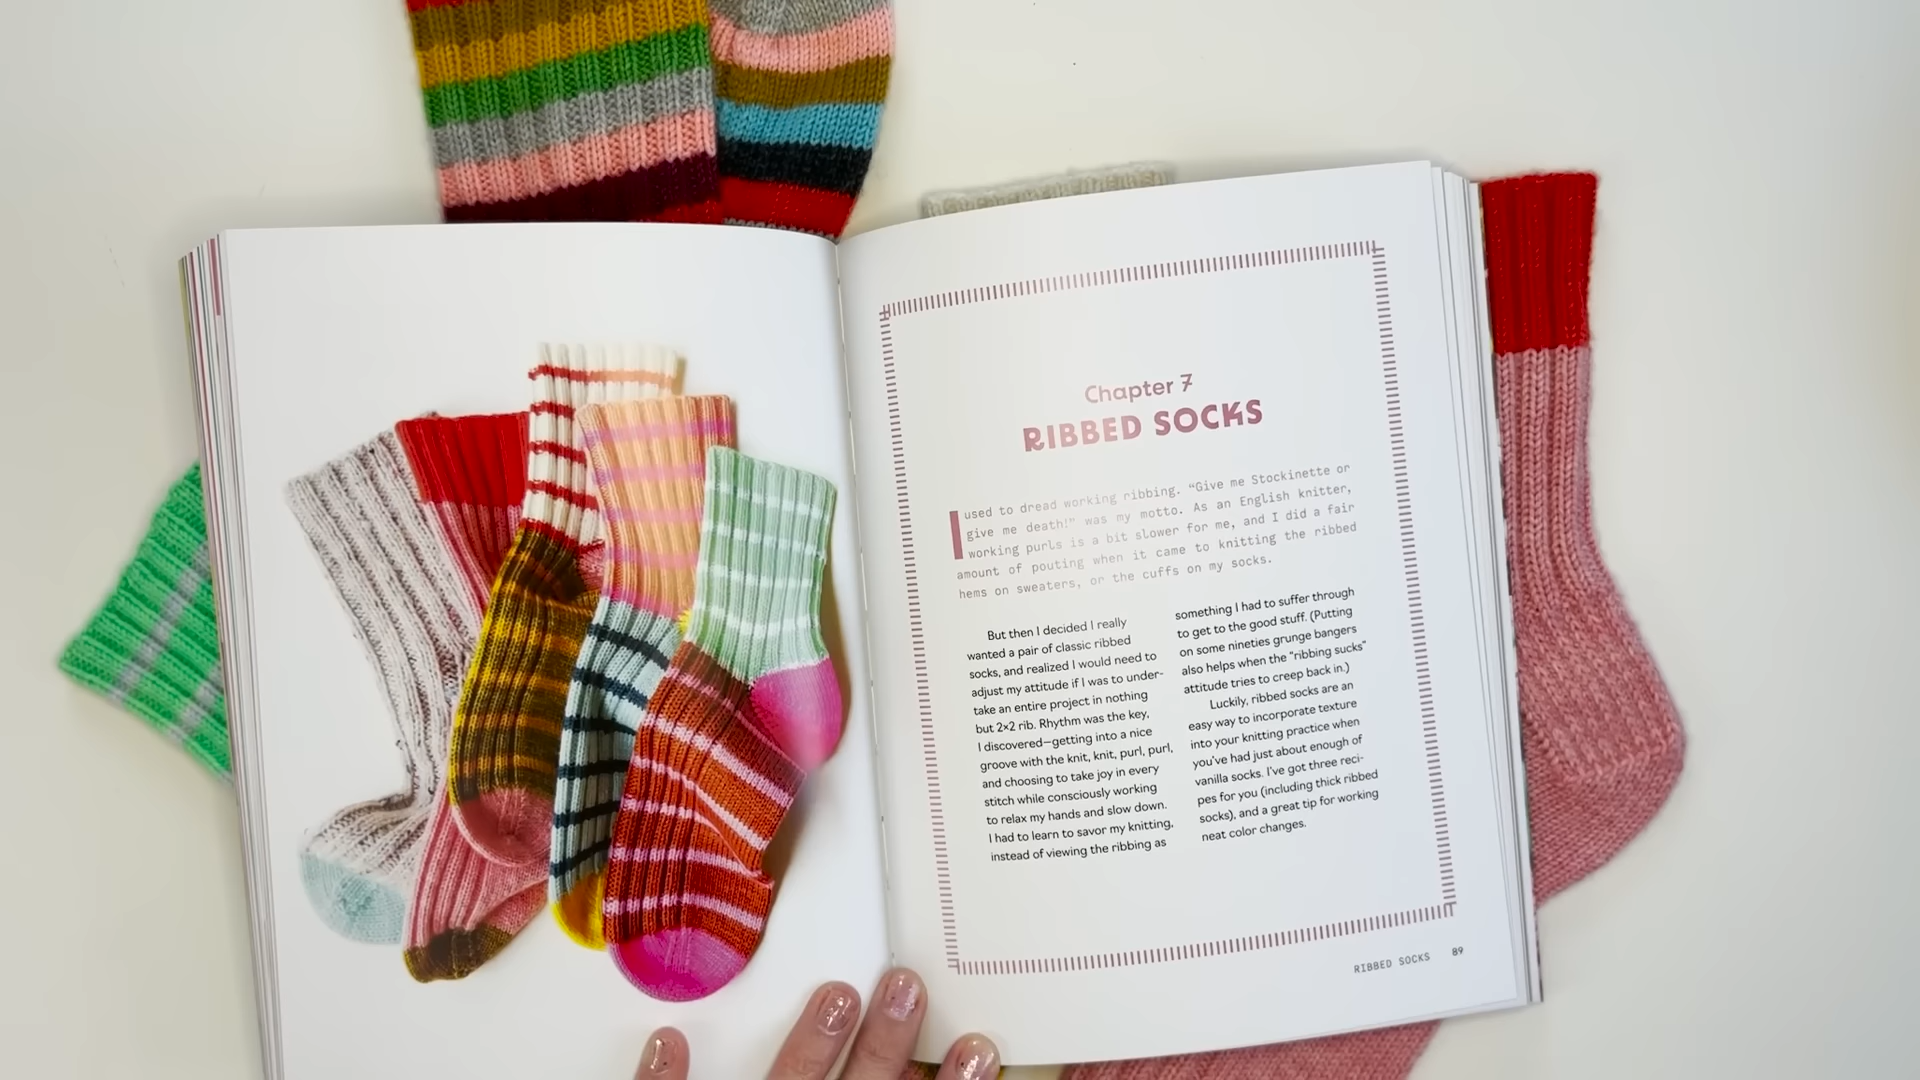 Chapter 7
RIBBED SOCKS
I used to dread working ribbing. “Give me Stockinette or
give me death!” was my motto. As an English knitter,
working purls is a bit slower for me, and I did a fair
amount of pouting when it came to knitting the ribbed
hems on sweaters, or the cuffs on my socks.
But then I decided I really
wanted a pair of classic ribbed
socks, and realized I would need to
adjust my attitude if I was to under-
take an entire project in nothing
but 2×2 rib. Rhythm was the key,
I discovered—getting into a nice
groove with the knit, knit, purl, purl,
and choosing to take joy in every
stitch while consciously working
to relax my hands and slow down.
I had to learn to savor my knitting,
instead of viewing the ribbing as
something I had to suffer through
to get to the good stuff. (Putting
on some nineties grunge bangers
also helps when the “ribbing sucks”
attitude tries to creep back in.)
Luckily, ribbed socks are an
easy way to incorporate texture
into your knitting practice when
you’ve had just about enough of
vanilla socks. I’ve got three reci-
pes for you (including thick ribbed
socks), and a great tip for working
neat color changes.
RIBBED SOCKS 89